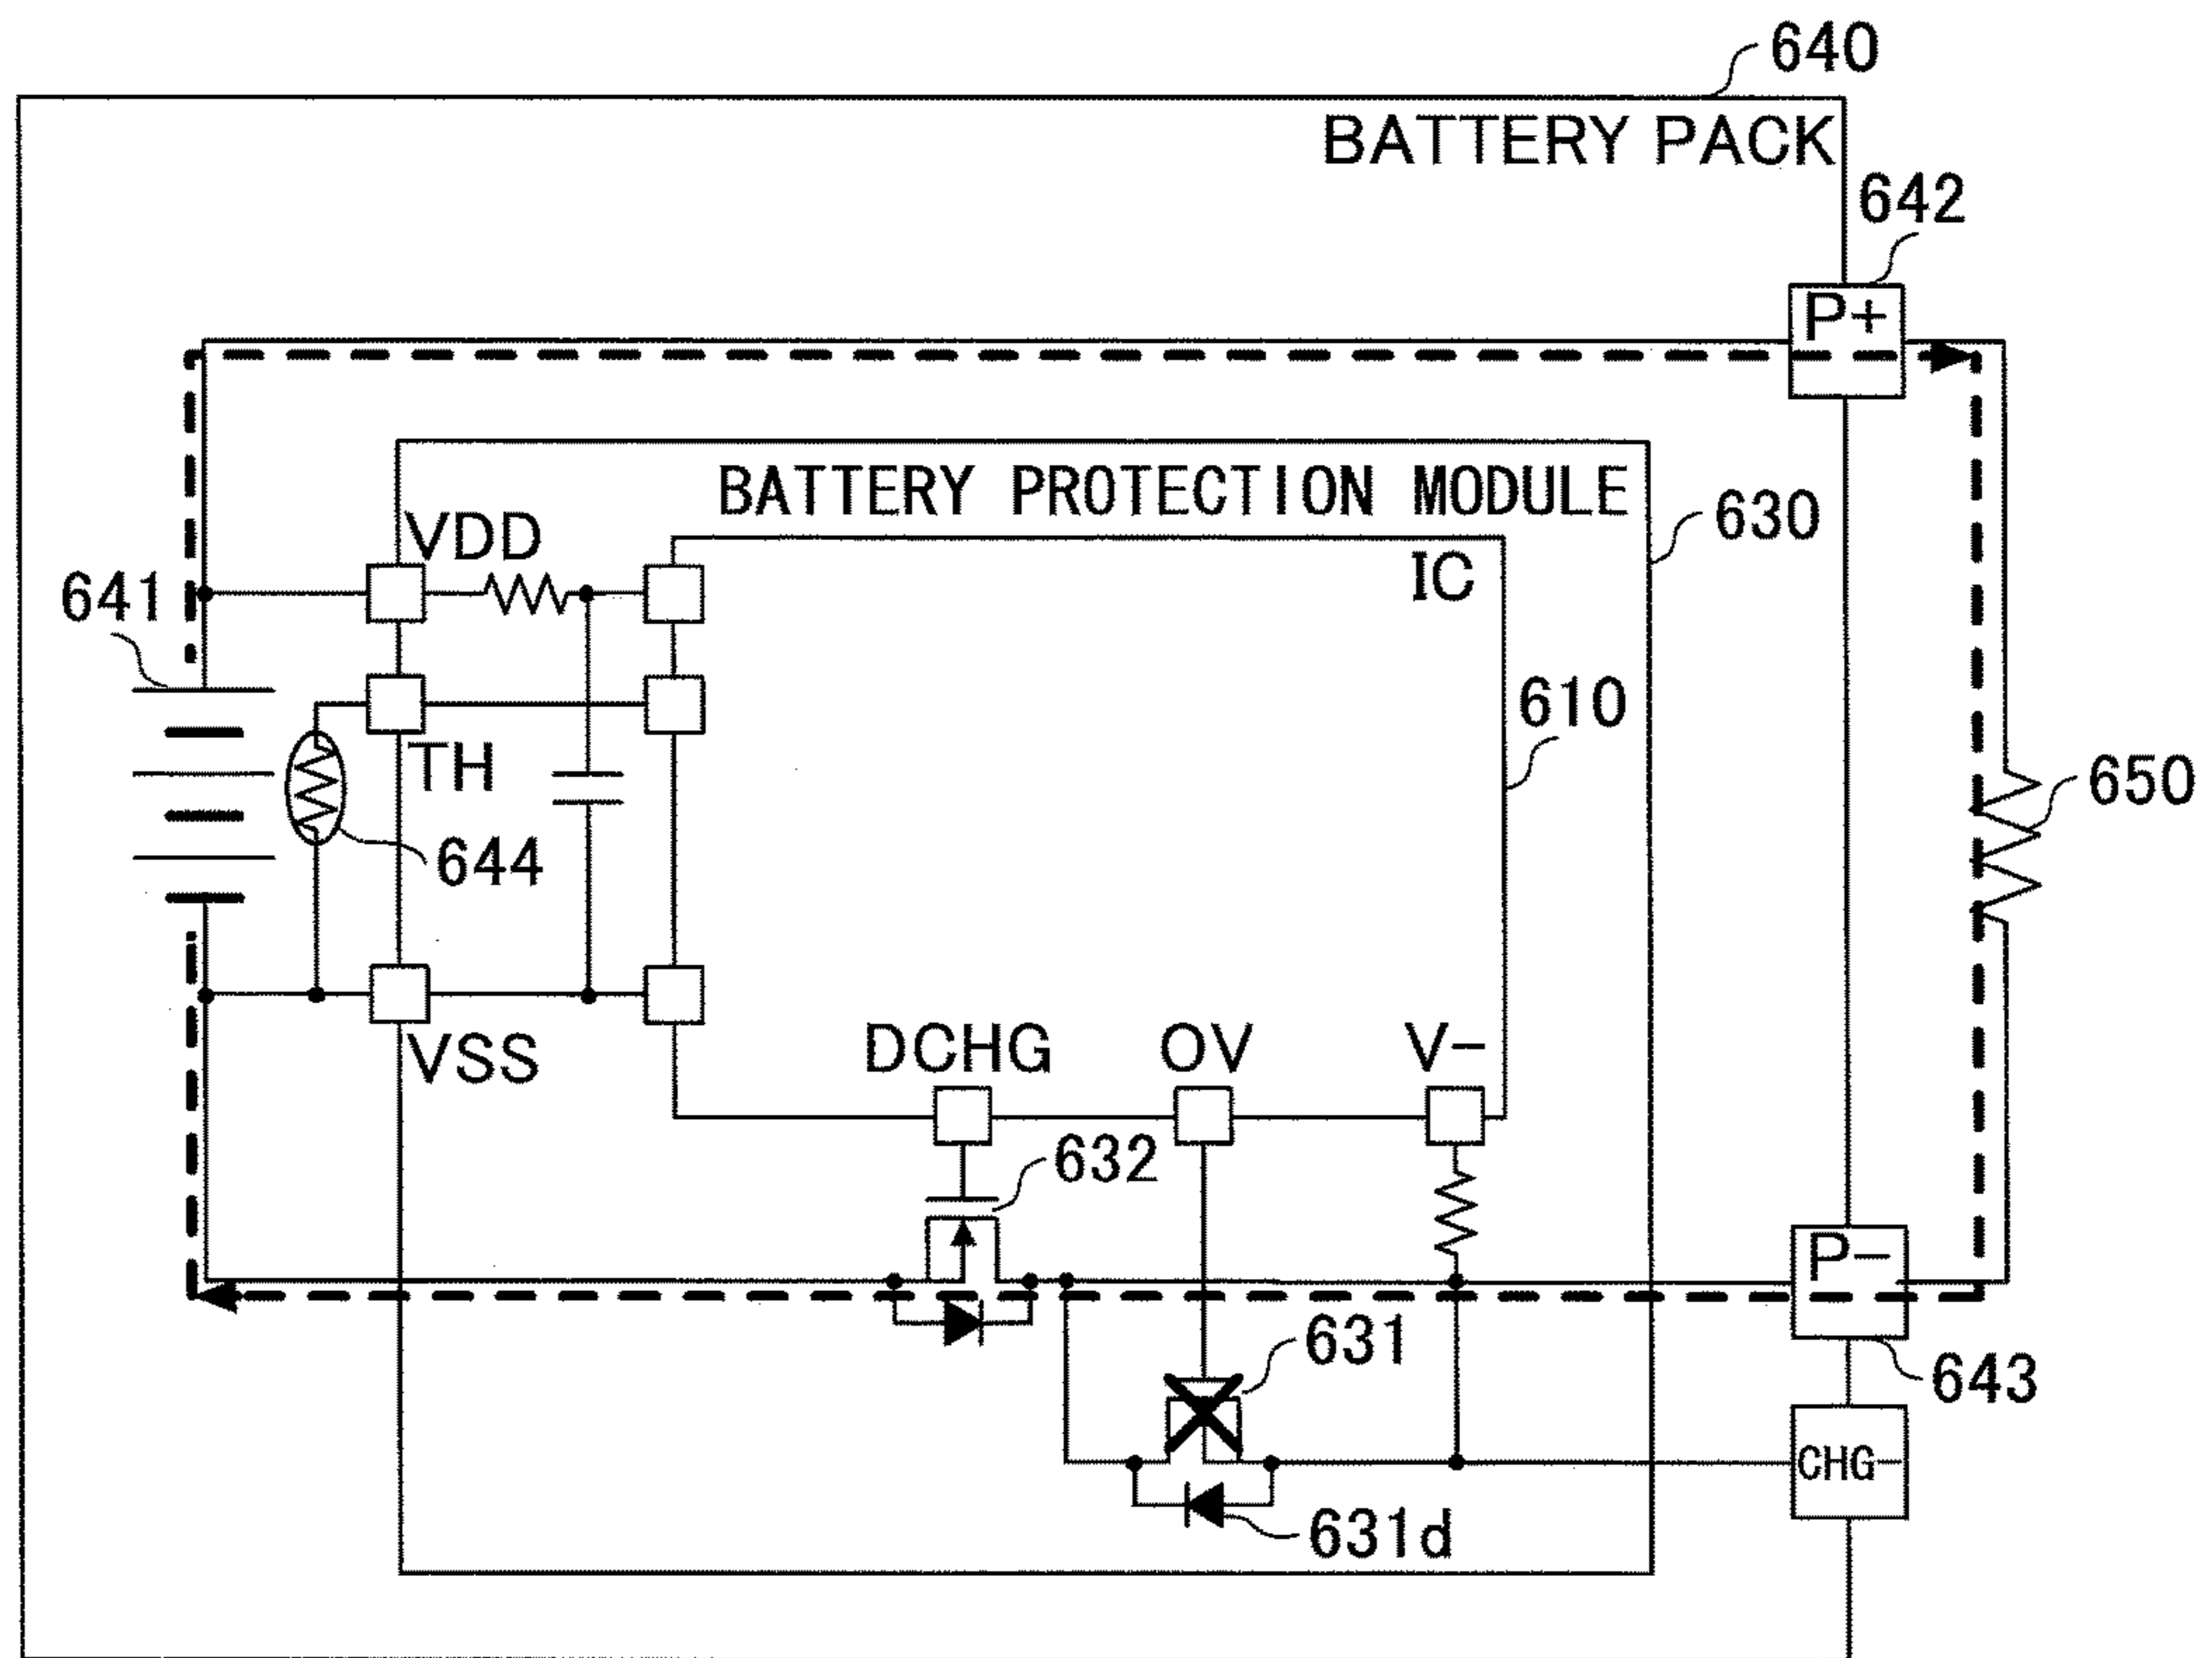 640
BATTERY PACK
642
P+
BATTERY PROTECTION MODULE
630
VDD
IC
641
610
TH
650
644
DCHG
OV
V-
VSS
632
P-
631
643
CHG-
631d